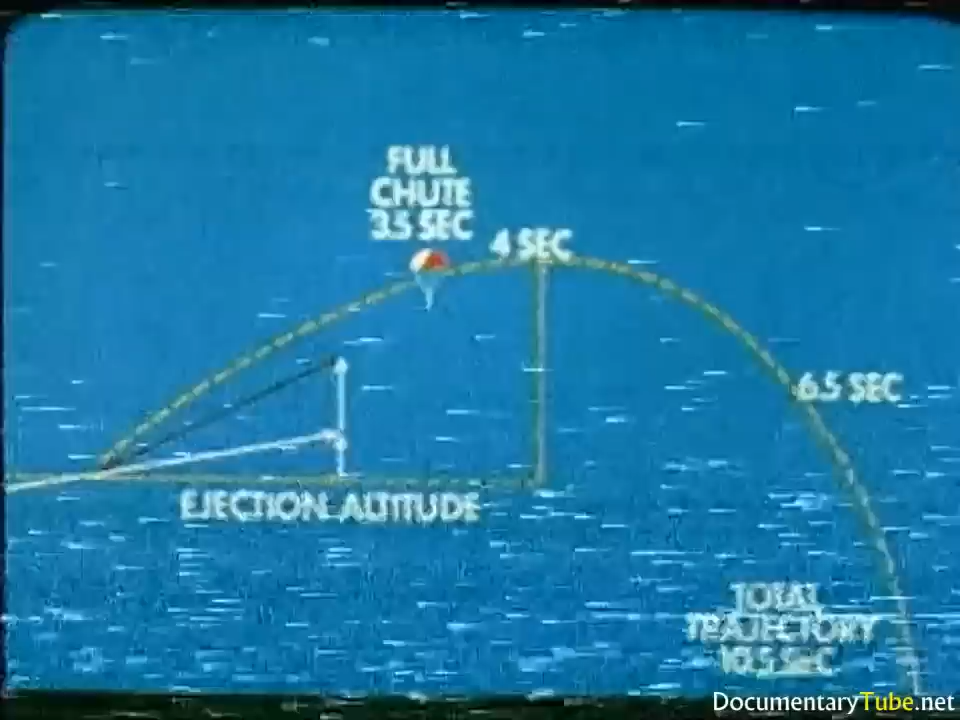 FULL
CHUTE
3.5 SEC
4 SEC
6.5 SEC
EJECTION ALTITUDE
TOTAL
TRAJECTORY
10.5 SEC
DocumentaryTube.net